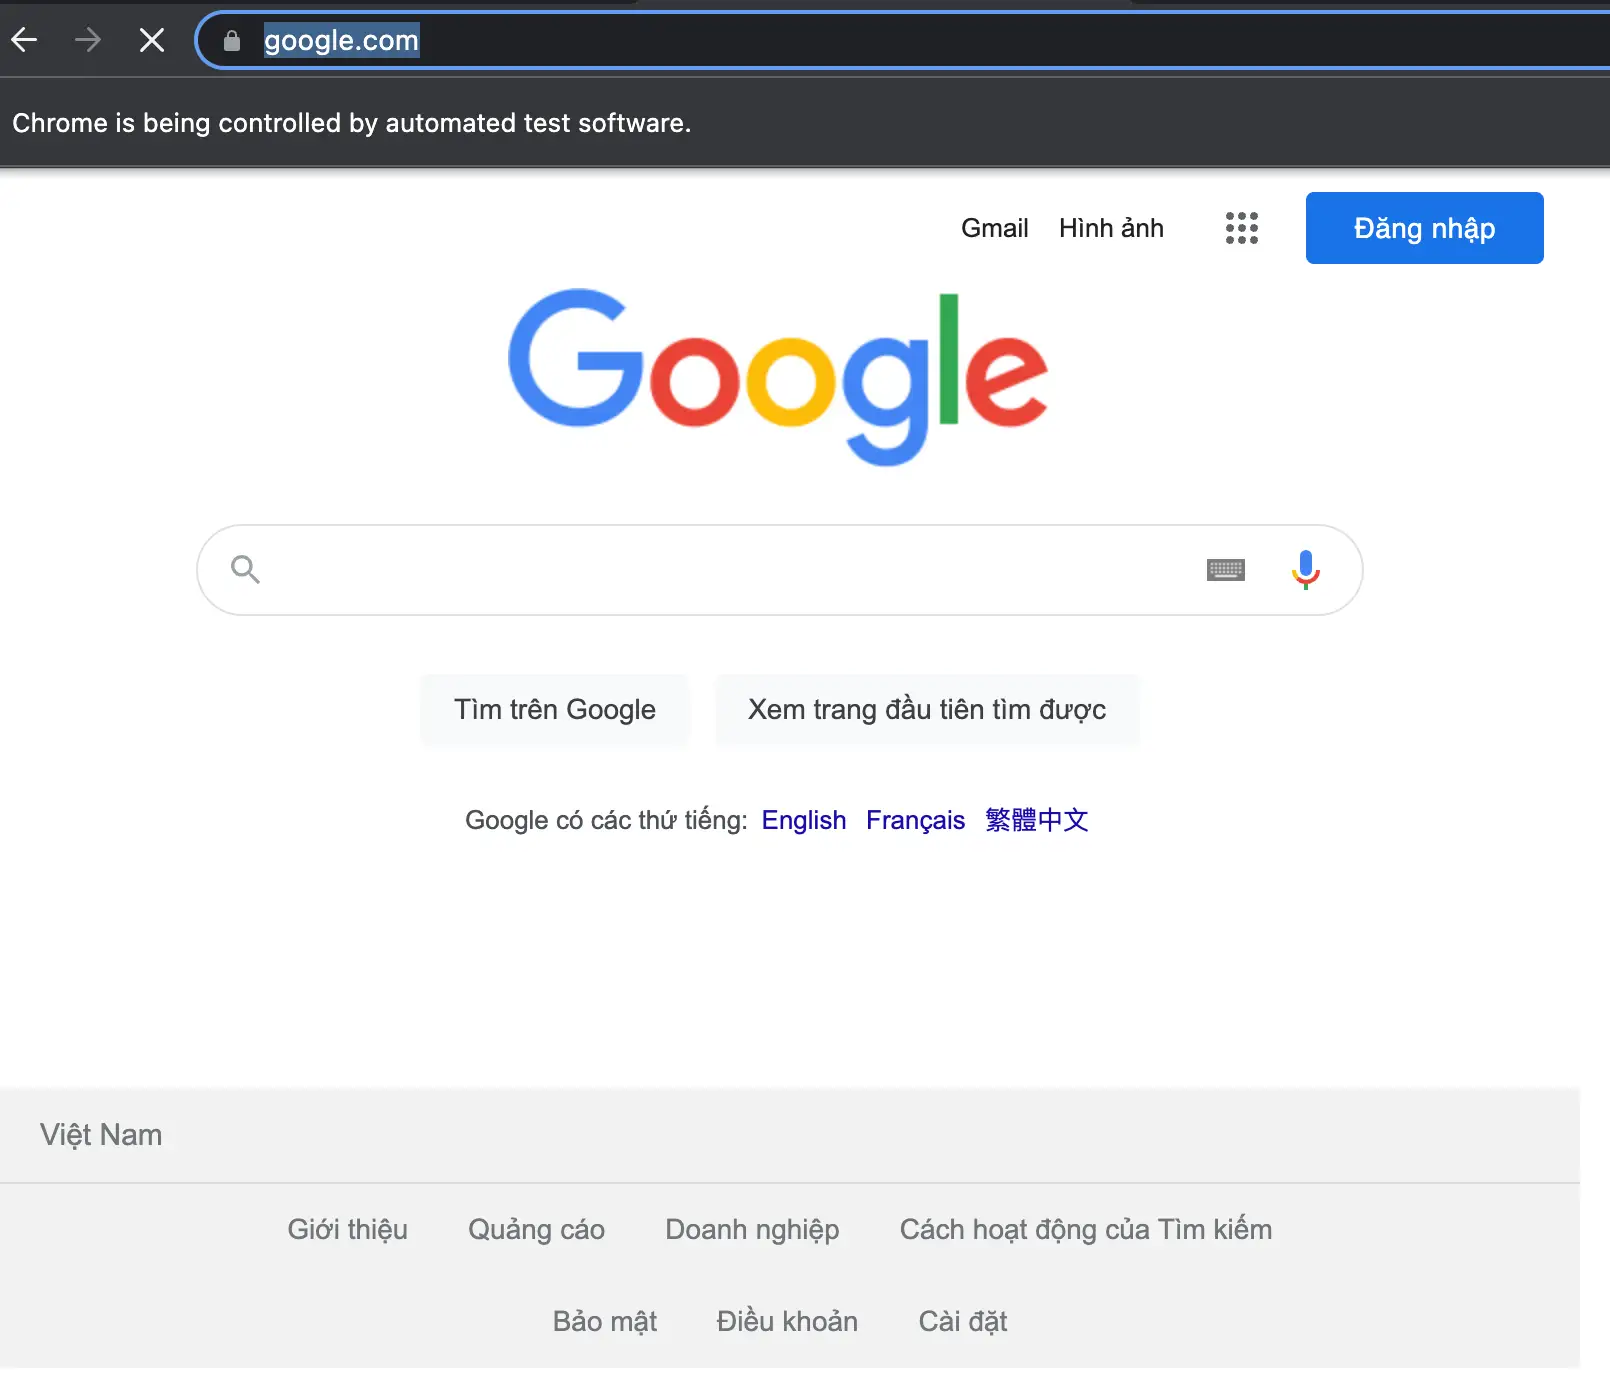 google.com
Chrome is being controlled by automated test software.
Gmail Hình ảnh Đăng nhập
Google
Tìm trên Google Xem trang đầu tiên tìm được
Google có các thứ tiếng: English Français 繁體中文
Việt Nam
Giới thiệu Quảng cáo Doanh nghiệp Cách hoạt động của Tìm kiếm
Bảo mật Điều khoản Cài đặt